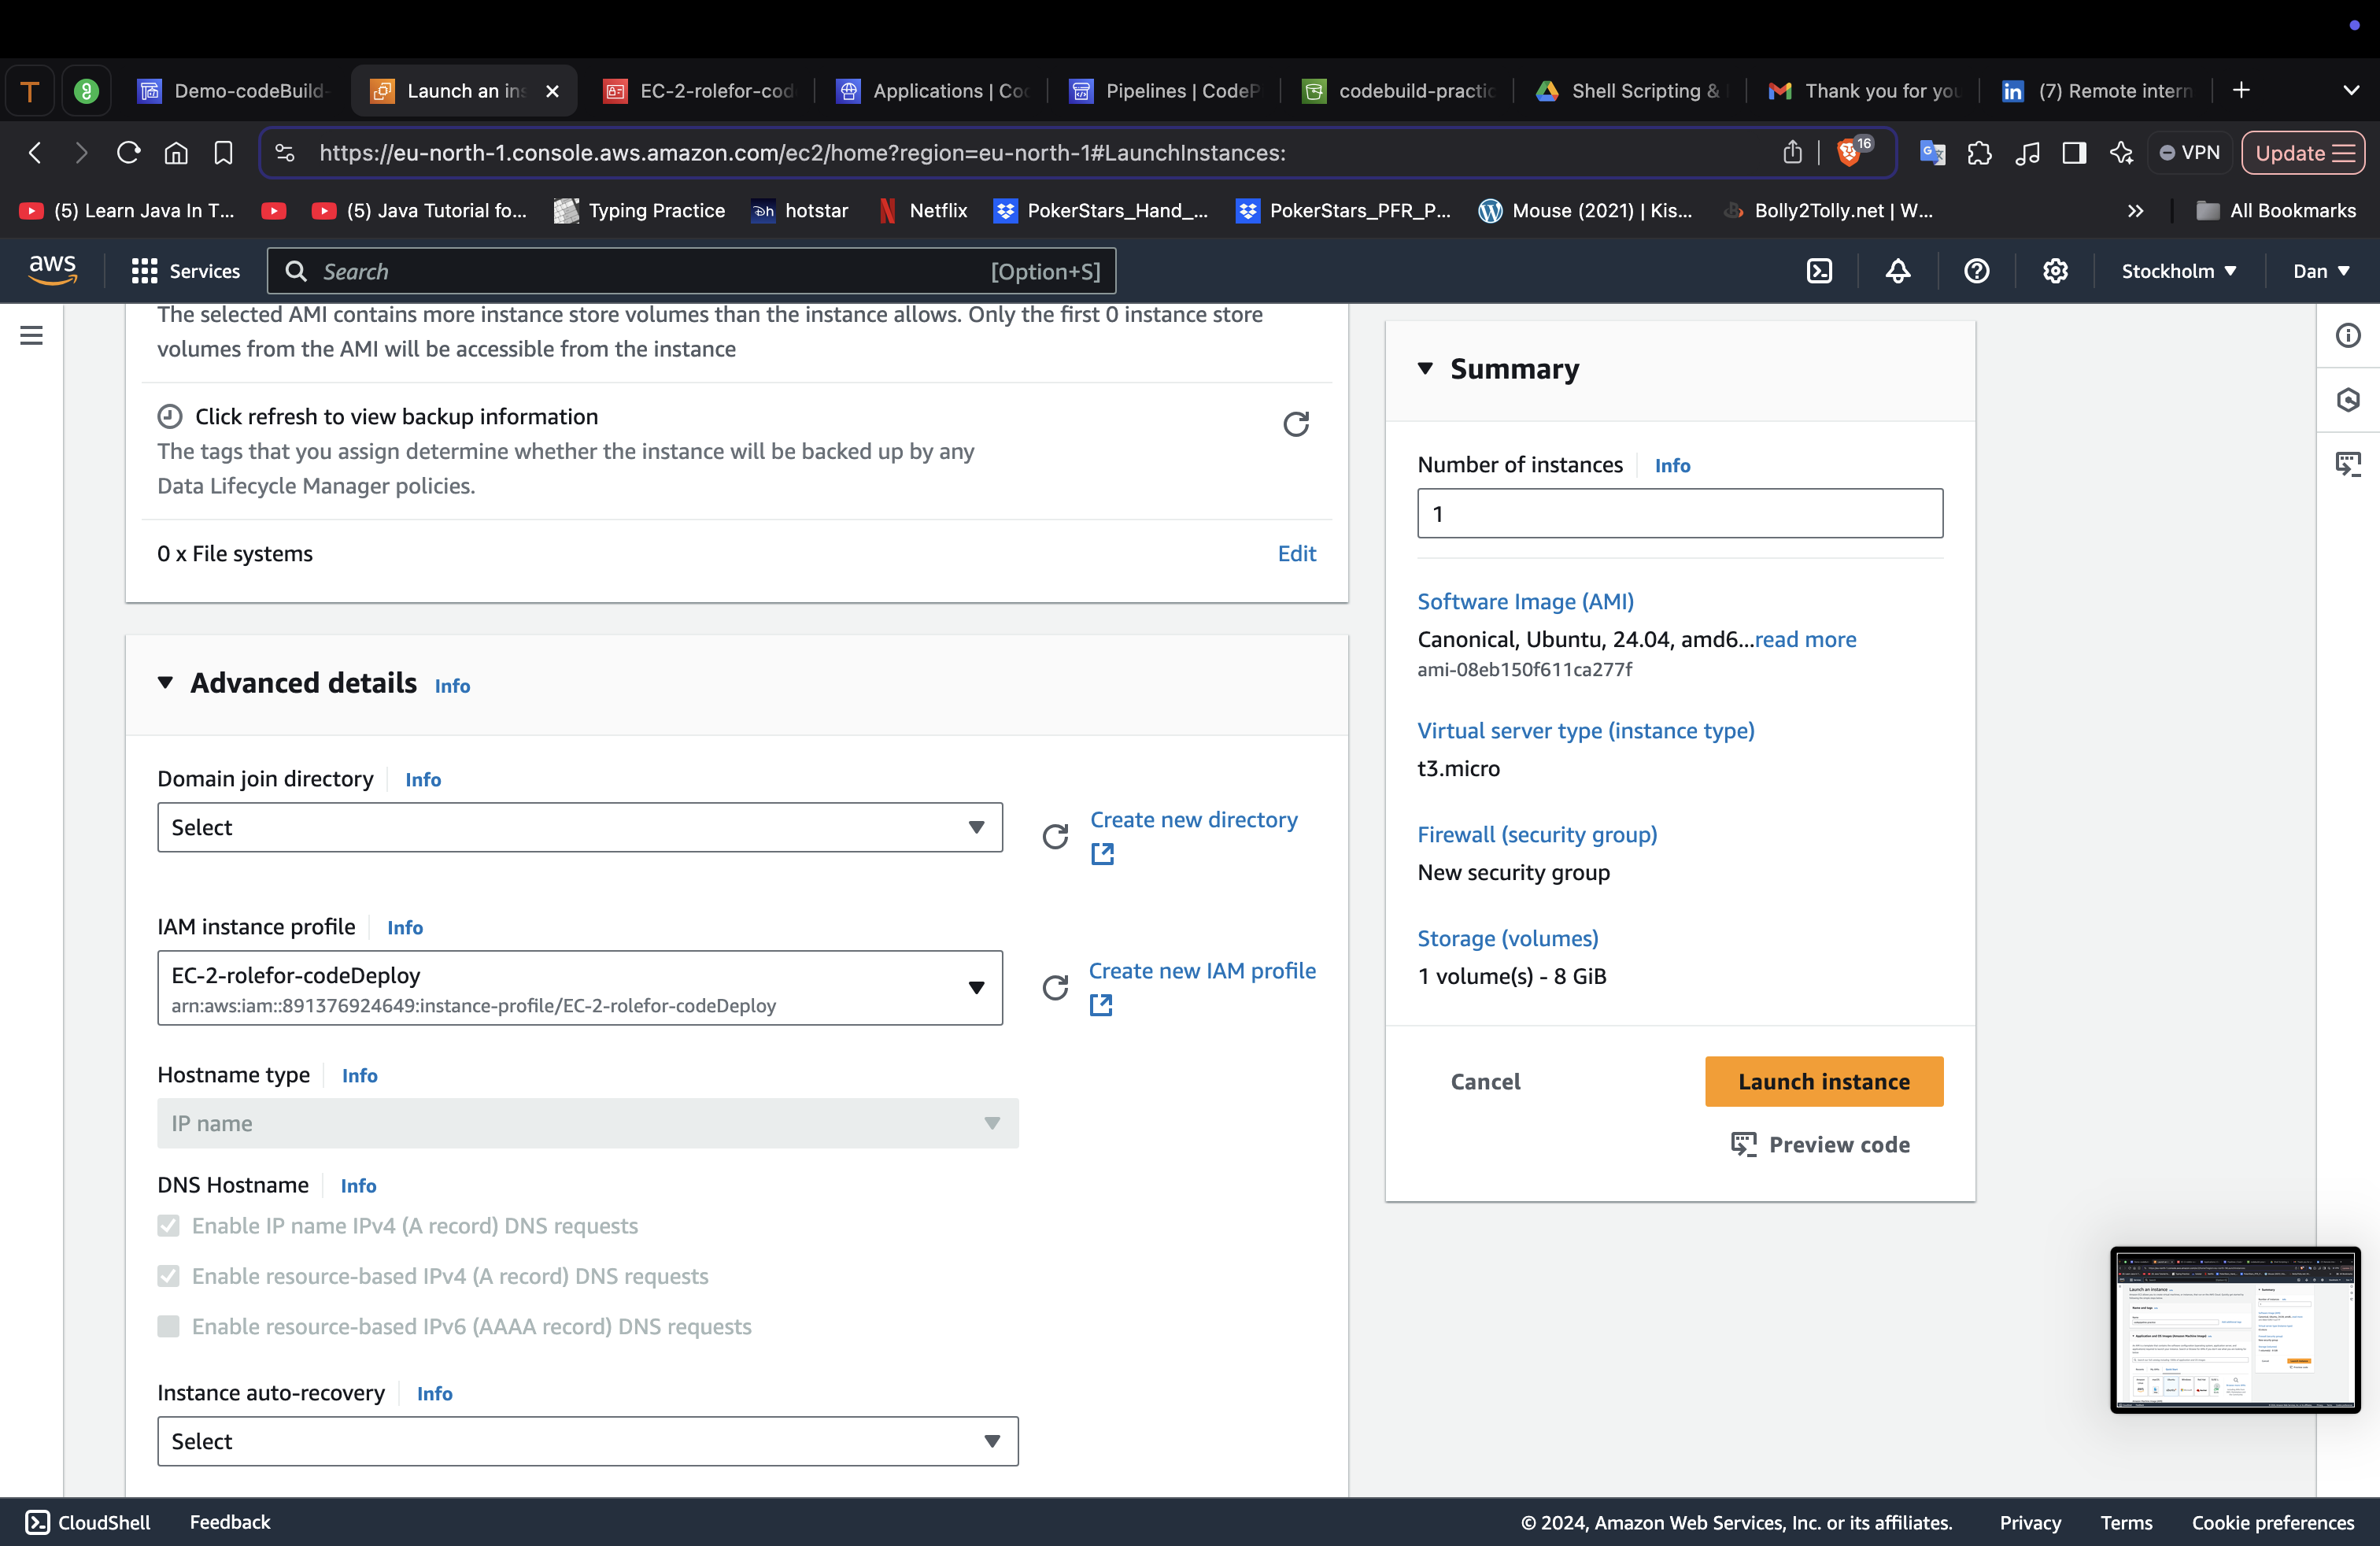 T
Demo-codeBuild-
Launch an ins
EC-2-rolefor-cod
Applications | Co
Pipelines | CodeP
codebuild-practic
Shell Scripting &
Thank you for you
(7) Remote intern
https://eu-north-1.console.aws.amazon.com/ec2/home?region=eu-north-1#LaunchInstances:
16
VPN
Update
(5) Learn Java In T...
(5) Java Tutorial fo...
Typing Practice
hotstar
Netflix
PokerStars_Hand_...
PokerStars_PFR_P...
Mouse (2021) | Kis...
Bolly2Tolly.net | W...
All Bookmarks
aws
Services
Search
[Option+S]
Stockholm
Dan
The selected AMI contains more instance store volumes than the instance allows. Only the first 0 instance store
volumes from the AMI will be accessible from the instance
Click refresh to view backup information
The tags that you assign determine whether the instance will be backed up by any
Data Lifecycle Manager policies.
0 x File systems
Edit
Advanced details Info
Domain join directory Info
Select
Create new directory
IAM instance profile Info
EC-2-rolefor-codeDeploy
arn:aws:iam::891376924649:instance-profile/EC-2-rolefor-codeDeploy
Create new IAM profile
Hostname type Info
IP name
DNS Hostname Info
Enable IP name IPv4 (A record) DNS requests
Enable resource-based IPv4 (A record) DNS requests
Enable resource-based IPv6 (AAAA record) DNS requests
Instance auto-recovery Info
Select
Summary
Number of instances Info
1
Software Image (AMI)
Canonical, Ubuntu, 24.04, amd6...read more
ami-08eb150f611ca277f
Virtual server type (instance type)
t3.micro
Firewall (security group)
New security group
Storage (volumes)
1 volume(s) - 8 GiB
Cancel
Launch instance
Preview code
CloudShell
Feedback
© 2024, Amazon Web Services, Inc. or its affiliates.
Privacy
Terms
Cookie preferences